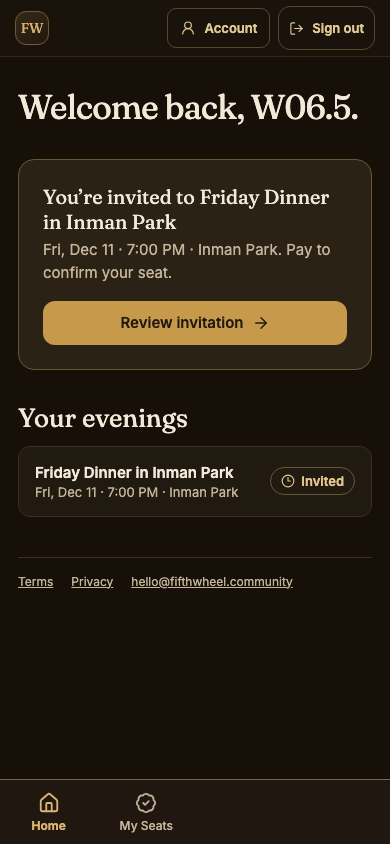 FW
Account
Sign out
Welcome back, W06.5.
You’re invited to Friday Dinner
in Inman Park
Fri, Dec 11 · 7:00 PM · Inman Park. Pay to
confirm your seat.
Review invitation
Your evenings
Friday Dinner in Inman Park
Fri, Dec 11 · 7:00 PM · Inman Park
Invited
Terms
Privacy
hello@fifthwheel.community
Home
My Seats